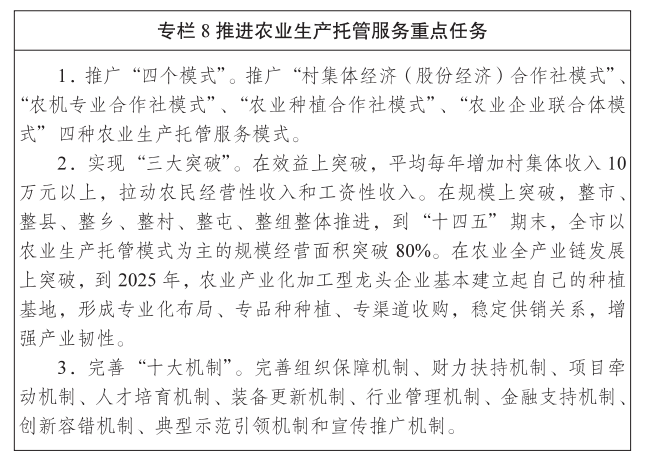 专栏 8 推进农业生产托管服务重点任务
1．推广“四个模式”。推广“村集体经济（股份经济）合作社模式”、
“农机专业合作社模式”、“农业种植合作社模式”、“农业企业联合体模
式”四种农业生产托管服务模式。
2．实现“三大突破”。在效益上突破，平均每年增加村集体收入 10
万元以上，拉动农民经营性收入和工资性收入。在规模上突破，整市、
整县、整乡、整村、整屯、整组整体推进，到“十四五”期末，全市以
农业生产托管模式为主的规模经营面积突破 80%。在农业全产业链发展
上突破，到 2025 年，农业产业化加工型龙头企业基本建立起自己的种植
基地，形成专业化布局、专品种种植、专渠道收购，稳定供销关系，增
强产业韧性。
3．完善“十大机制”。完善组织保障机制、财力扶持机制、项目牵
动机制、人才培育机制、装备更新机制、行业管理机制、金融支持机制、
创新容错机制、典型示范引领机制和宣传推广机制。